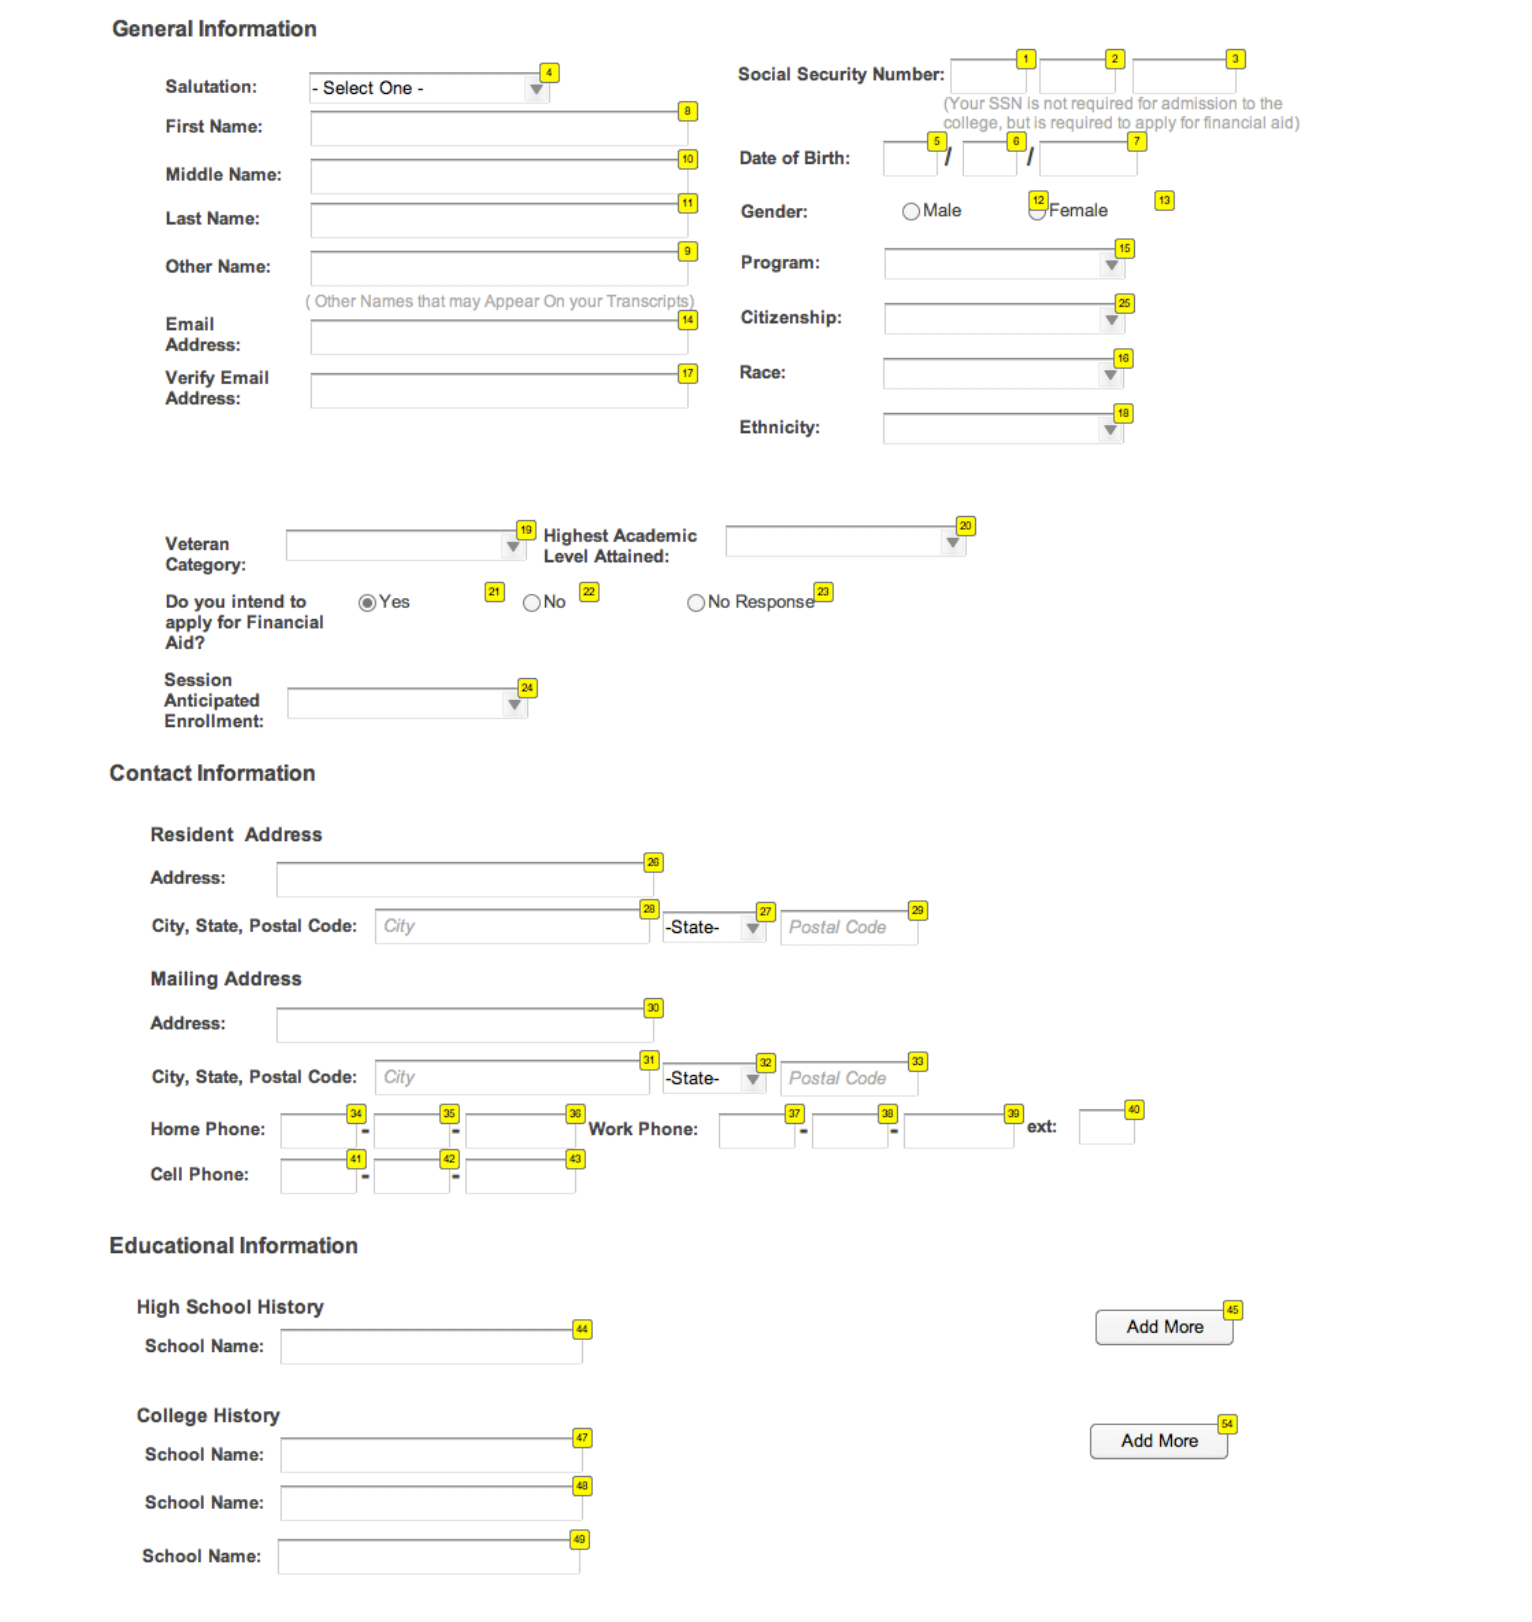 General Information
Salutation: - Select One - 4
Social Security Number: 1 2 3
(Your SSN is not required for admission to the
college, but is required to apply for financial aid)
First Name: 8
Date of Birth: 5 / 6 / 7
Middle Name: 10
Last Name: 11
Gender: Male 12 Female 13
Other Name: 9
( Other Names that may Appear On your Transcripts)
Program: 15
Email
Address: 14
Citizenship: 25
Verify Email
Address: 17
Race: 16
Ethnicity: 18
Veteran
Category: 19
Highest Academic
Level Attained: 20
Do you intend to
apply for Financial
Aid?
Yes 21 No 22 No Response 23
Session
Anticipated
Enrollment: 24
Contact Information
Resident Address
Address: 26
City, State, Postal Code: City 28 -State- 27 Postal Code 29
Mailing Address
Address: 30
City, State, Postal Code: City 31 -State- 32 Postal Code 33
Home Phone: 34 - 35 - 36 Work Phone: 37 - 38 - 39 ext: 40
Cell Phone: 41 - 42 - 43
Educational Information
High School History
Add More 45
School Name: 44
College History
Add More 54
School Name: 47
School Name: 48
School Name: 49